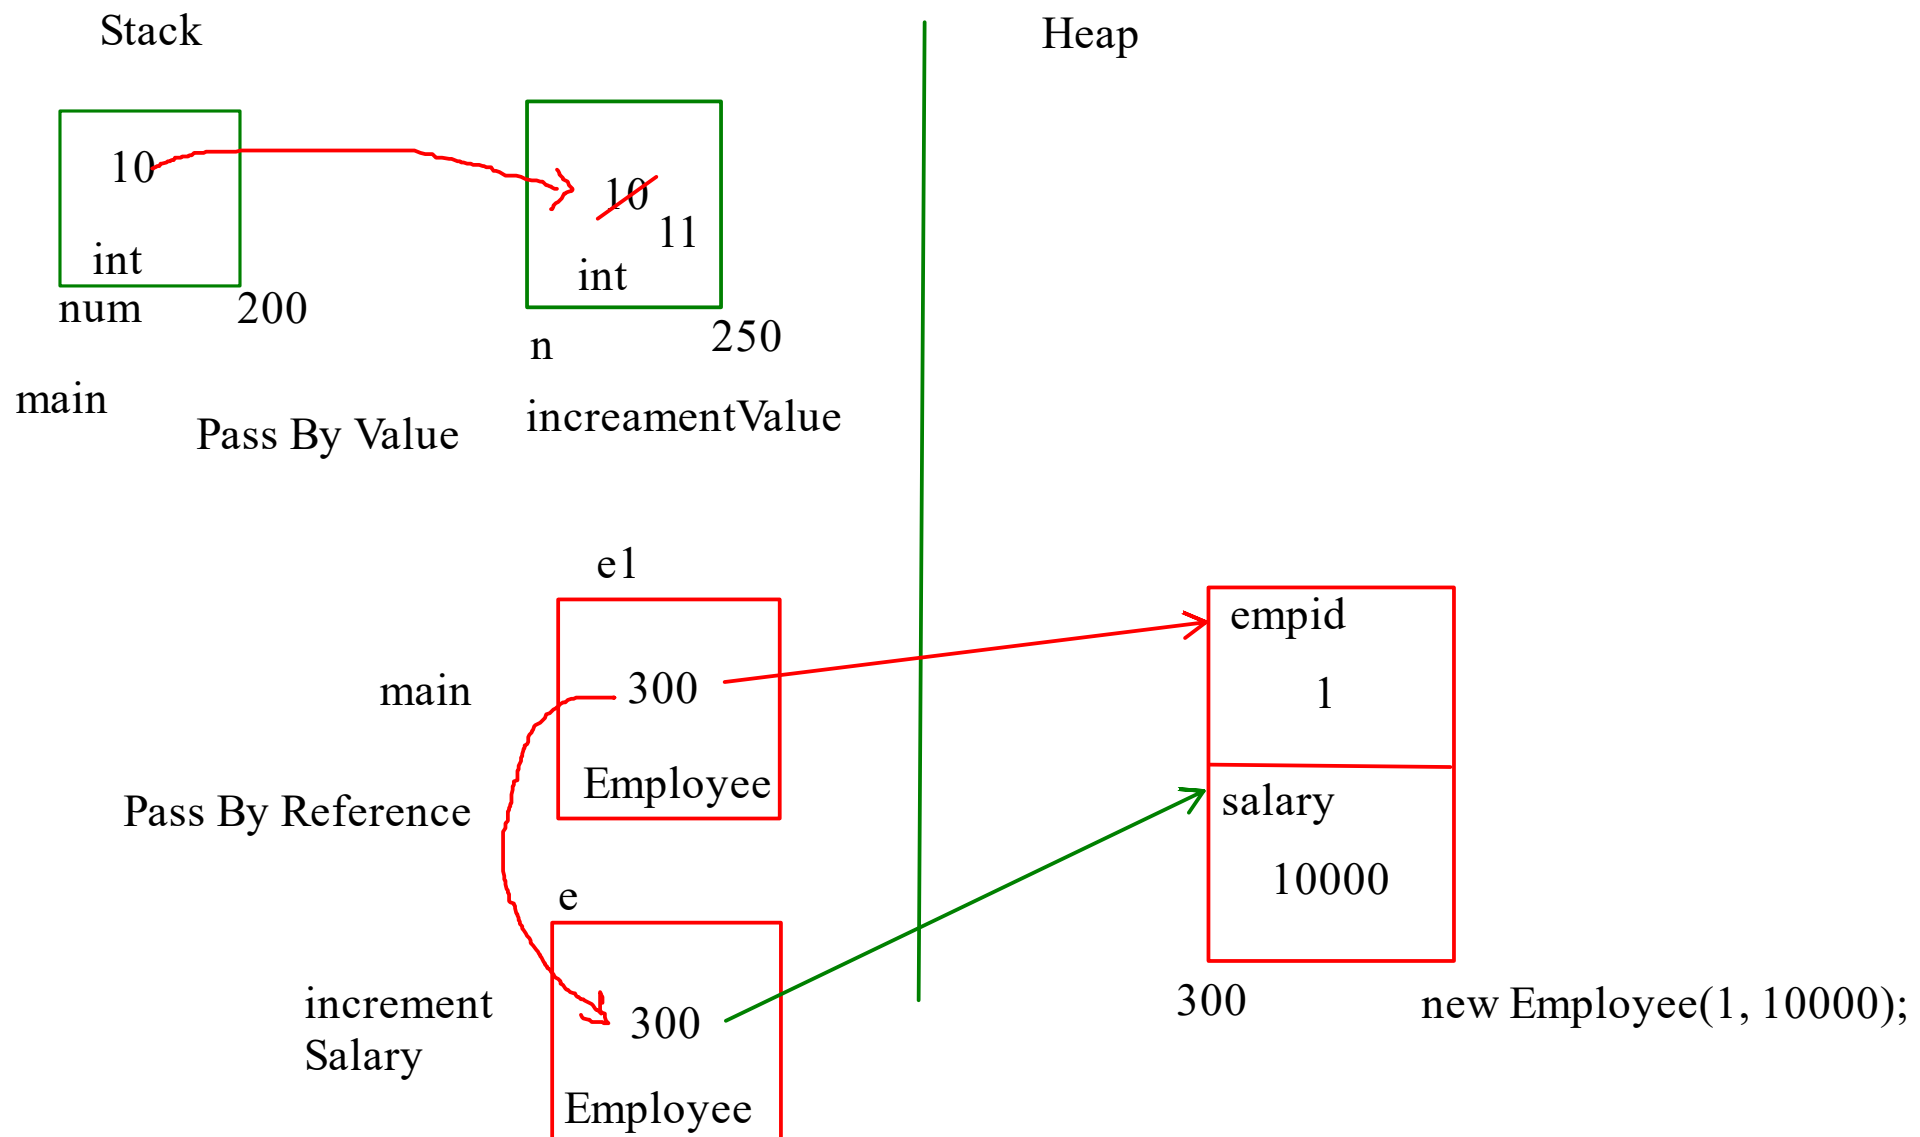 Stack
Heap
10
int
num
200
10
11
int
n
250
main
Pass By Value
increamentValue
e1
300
Employee
main
Pass By Reference
e
300
Employee
increment
Salary
empid
1
salary
10000
300
new Employee(1, 10000);